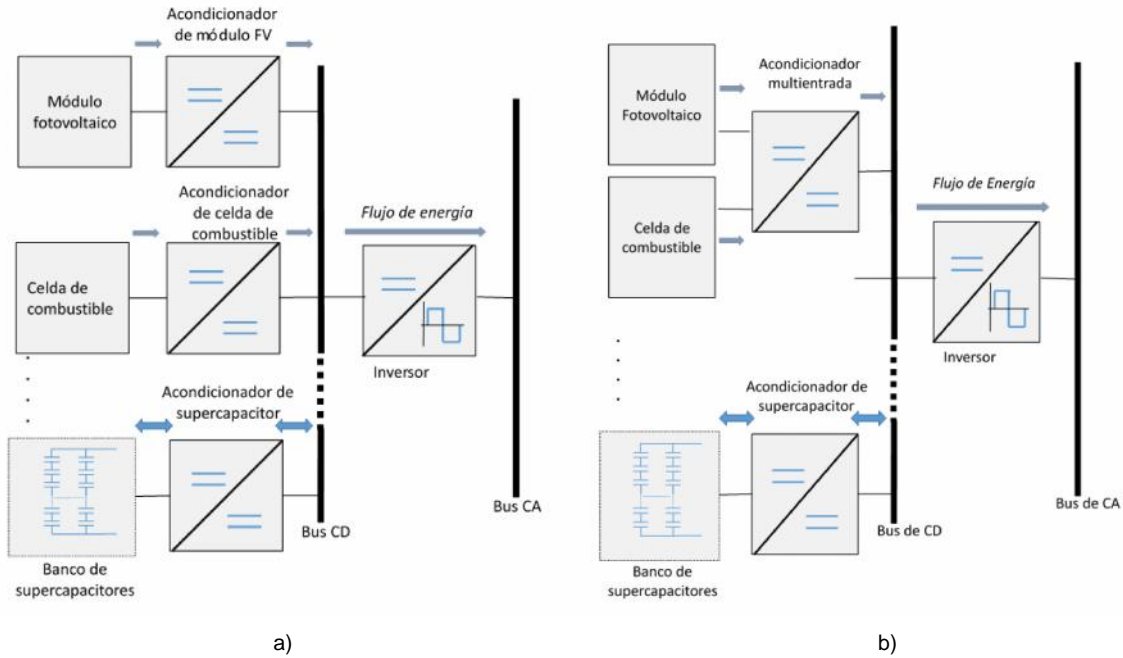 Acondicionador
de módulo FV
Módulo
fotovoltaico
Acondicionador
de celda de
combustible
Flujo de energía
Celda de
combustible
Inversor
Acondicionador de
supercapacitor
Bus CA
Bus CD
Banco de
supercapacitores
a)
Acondicionador
multientrada
Módulo
Fotovoltaico
Flujo de Energía
Celda de
combustible
Inversor
Acondicionador de
supercapacitor
Bus de CA
Bus de CD
Banco de
supercapacitores
b)